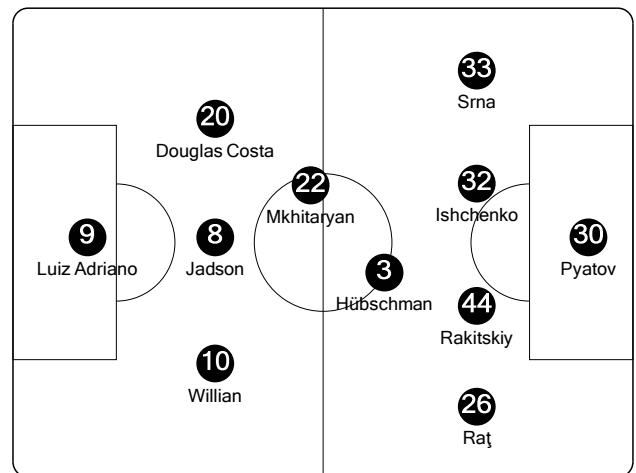 33
Srna
20
Douglas Costa
22
Mkhitaryan
32
Ishchenko
9
Luiz Adriano
8
Jadson
30
Pyatov
3
Hübschman
44
Rakitskiy
10
Willian
26
Raţ